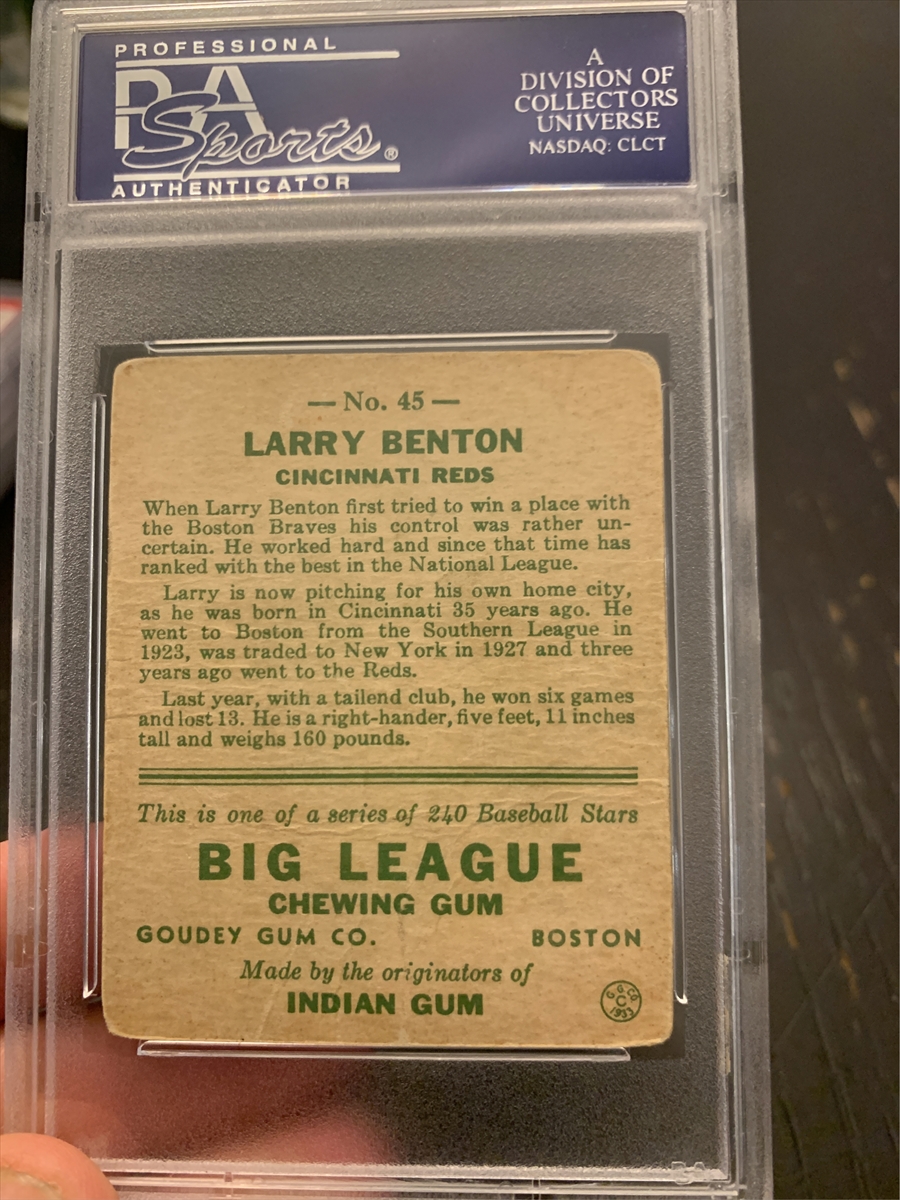 PROFESSIONAL
PSA
Sports®
AUTHENTICATOR
A
DIVISION OF
COLLECTORS
UNIVERSE
NASDAQ: CLCT
— No. 45 —
LARRY BENTON
CINCINNATI REDS
When Larry Benton first tried to win a place with
the Boston Braves his control was rather un-
certain. He worked hard and since that time has
ranked with the best in the National League.
Larry is now pitching for his own home city,
as he was born in Cincinnati 35 years ago. He
went to Boston from the Southern League in
1923, was traded to New York in 1927 and three
years ago went to the Reds.
Last year, with a tailend club, he won six games
and lost 13. He is a right-hander, five feet, 11 inches
tall and weighs 160 pounds.
This is one of a series of 240 Baseball Stars
BIG LEAGUE
CHEWING GUM
GOUDEY GUM CO. BOSTON
Made by the originators of
INDIAN GUM
G. G. CO.
C
1933